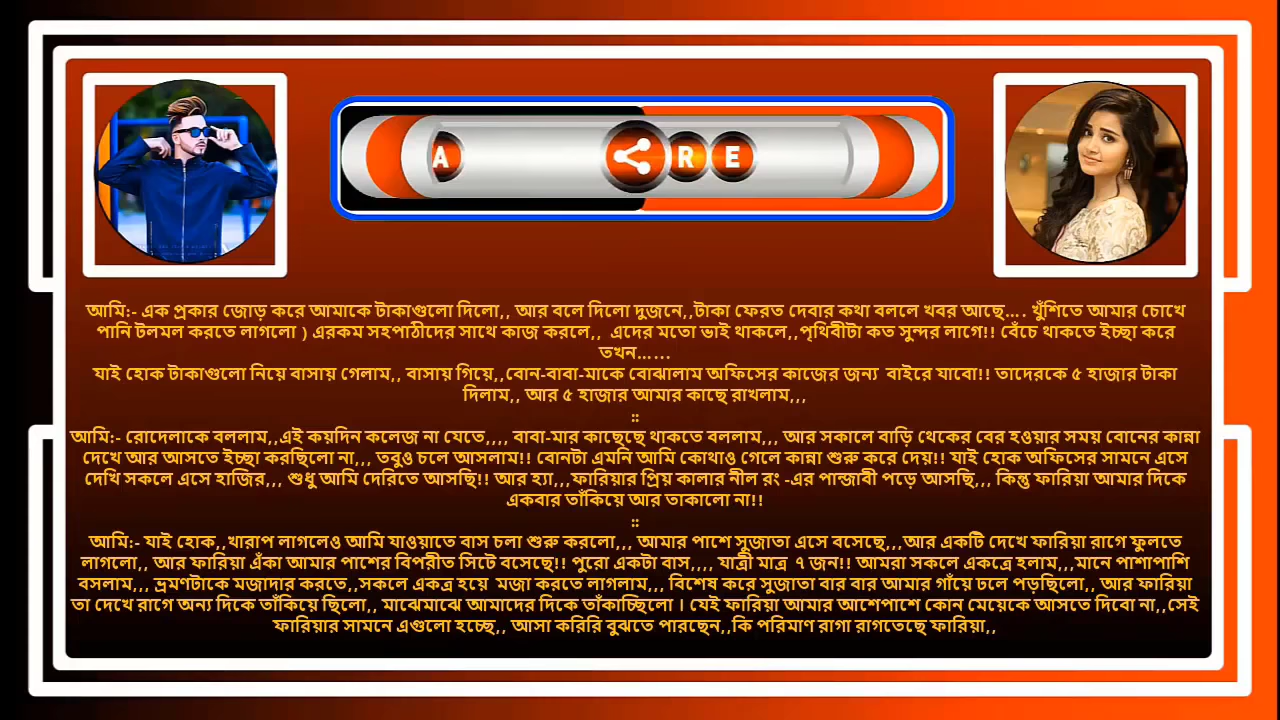 A R E
আমি:- এক প্রকার জোড় করে আমাকে টাকাগুলো দিলো,, আর বলে দিলো দুজনে,,টাকা ফেরত দেবার কথা বললে খবর আছে.... খুঁশিতে আমার চোখে
পানি টলমল করতে লাগলো ) এরকম সহপাঠীদের সাথে কাজ করলে,,  এদের মতো ভাই থাকলে,,পৃথিবীটা কত সুন্দর লাগে!! বেঁচে থাকতে ইচ্ছা করে
তখন......
যাই হোক টাকাগুলো নিয়ে বাসায় গেলাম,, বাসায় গিয়ে,,বোন-বাবা-মাকে বোঝালাম অফিসের কাজের জন্য  বাইরে যাবো!! তাদেরকে ৫ হাজার টাকা
দিলাম,, আর ৫ হাজার আমার কাছে রাখলাম,,,
::
আমি:- রোদেলাকে বললাম,,এই কয়দিন কলেজ না যেতে,,,, বাবা-মার কাছেছে থাকতে বললাম,,, আর সকালে বাড়ি থেকের বের হওয়ার সময় বোনের কান্না
দেখে আর আসতে ইচ্ছা করছিলো না,,, তবুও চলে আসলাম!! বোনটা এমনি আমি কোথাও গেলে কান্না শুরু করে দেয়!! যাই হোক অফিসের সামনে এসে
দেখি সকলে এসে হাজির,,, শুধু আমি দেরিতে আসছি!! আর হ্যা,,,ফারিয়ার প্রিয় কালার নীল রং -এর পান্জাবী পড়ে আসছি,,, কিন্তু ফারিয়া আমার দিকে
একবার তাঁকিয়ে আর তাকালো না!!
::
আমি:- যাই হোক,,খারাপ লাগলেও আমি যাওয়াতে বাস চলা শুরু করলো,,, আমার পাশে সুজাতা এসে বসেছে,,,আর একটি দেখে ফারিয়া রাগে ফুলতে
লাগলো,, আর ফারিয়া এঁকা আমার পাশের বিপরীত সিটে বসেছে!! পুরো একটা বাস,,,, যাত্রী মাত্র ৭ জন!! আমরা সকলে একত্রে হলাম,,,মানে পাশাপাশি
বসলাম,,, ভ্রমণটাকে মজাদার করতে,,সকলে একত্র হয়ে  মজা করতে লাগলাম,,, বিশেষ করে সুজাতা বার বার আমার গাঁয়ে ঢলে পড়ছিলো,, আর ফারিয়া
তা দেখে রাগে অন্য দিকে তাঁকিয়ে ছিলো,, মাঝেমাঝে আমাদের দিকে তাঁকাচ্ছিলো । যেই ফারিয়া আমার আশেপাশে কোন মেয়েকে আসতে দিবো না,,সেই
ফারিয়ার সামনে এগুলো হচ্ছে,, আসা করিরি বুঝতে পারছেন,,কি পরিমাণ রাগা রাগতেছে ফারিয়া,,